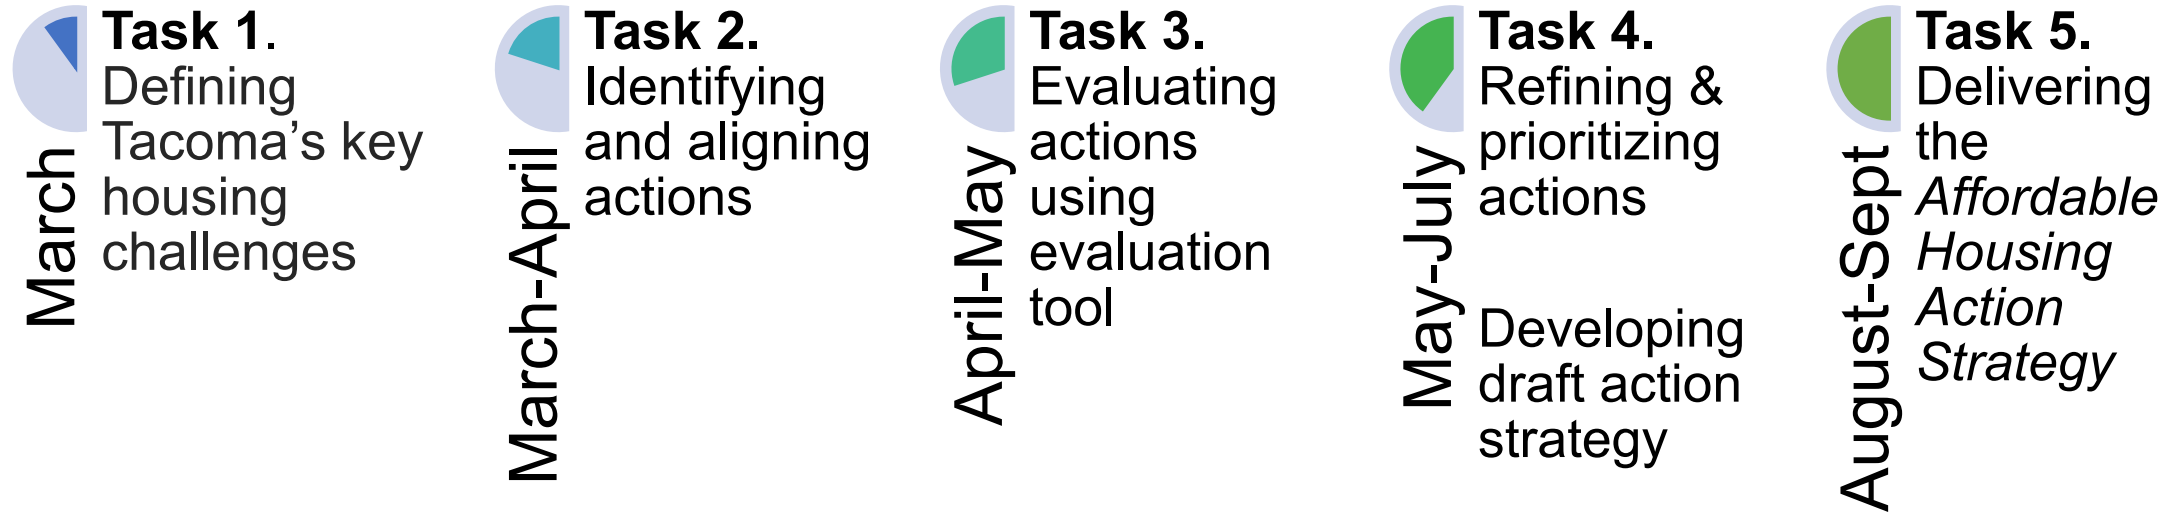 March
Task 1.
Defining
Tacoma’s key
housing
challenges
March-April
Task 2.
Identifying
and aligning
actions
April-May
Task 3.
Evaluating
actions
using
evaluation
tool
May-July
Task 4.
Refining &
prioritizing
actions
Developing
draft action
strategy
August-Sept
Task 5.
Delivering
the
Affordable
Housing
Action
Strategy